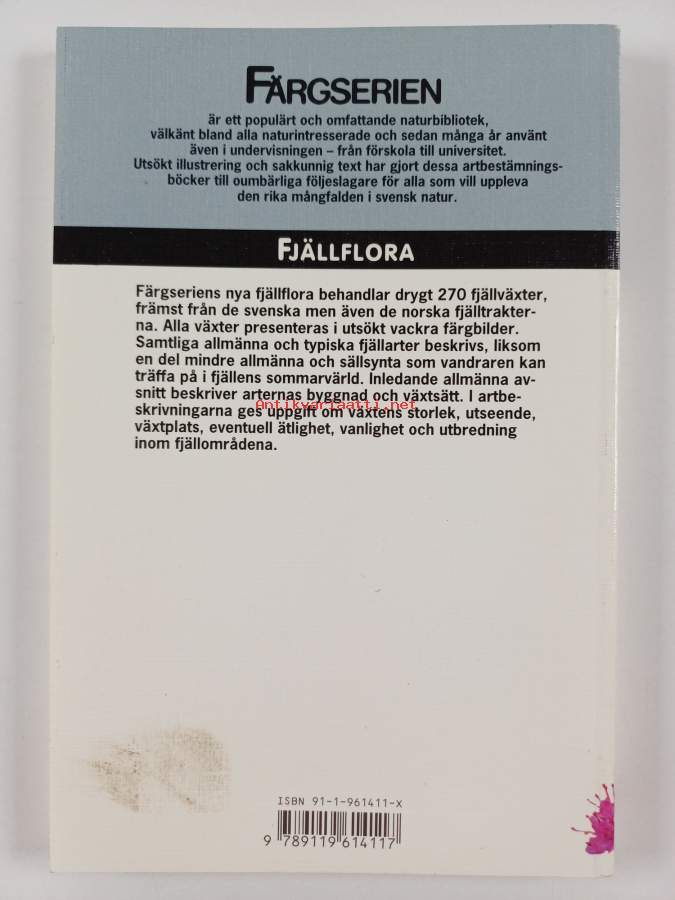 FÄRGSERIEN
är ett populärt och omfattande naturbibliotek,
välkänt bland alla naturintresserade och sedan många år använt
även i undervisningen – från förskola till universitet.
Utsökt illustrering och sakkunnig text har gjort dessa artbestämnings-
böcker till oumbärliga följeslagare för alla som vill uppleva
den rika mångfalden i svensk natur.
FJÄLLFLORA
Färgseriens nya fjällflora behandlar drygt 270 fjällväxter,
främst från de svenska men även de norska fjälltrakter-
na. Alla växter presenteras i utsökt vackra färgbilder.
Samtliga allmänna och typiska fjällarter beskrivs, liksom
en del mindre allmänna och sällsynta som vandraren kan
träffa på i fjällens sommarvärld. Inledande allmänna av-
snitt beskriver arternas byggnad och växtsätt. I artbe-
Antikvariaatti.net
skrivningarna ges uppgift om växtens storlek, utseende,
växtplats, eventuell ätlighet, vanlighet och utbredning
inom fjällområdena.
ISBN 91-1-961411-X
9 789119 614117